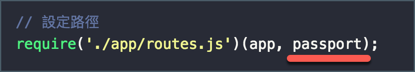 // 設定路徑
require('./app/routes.js')(app, passport);